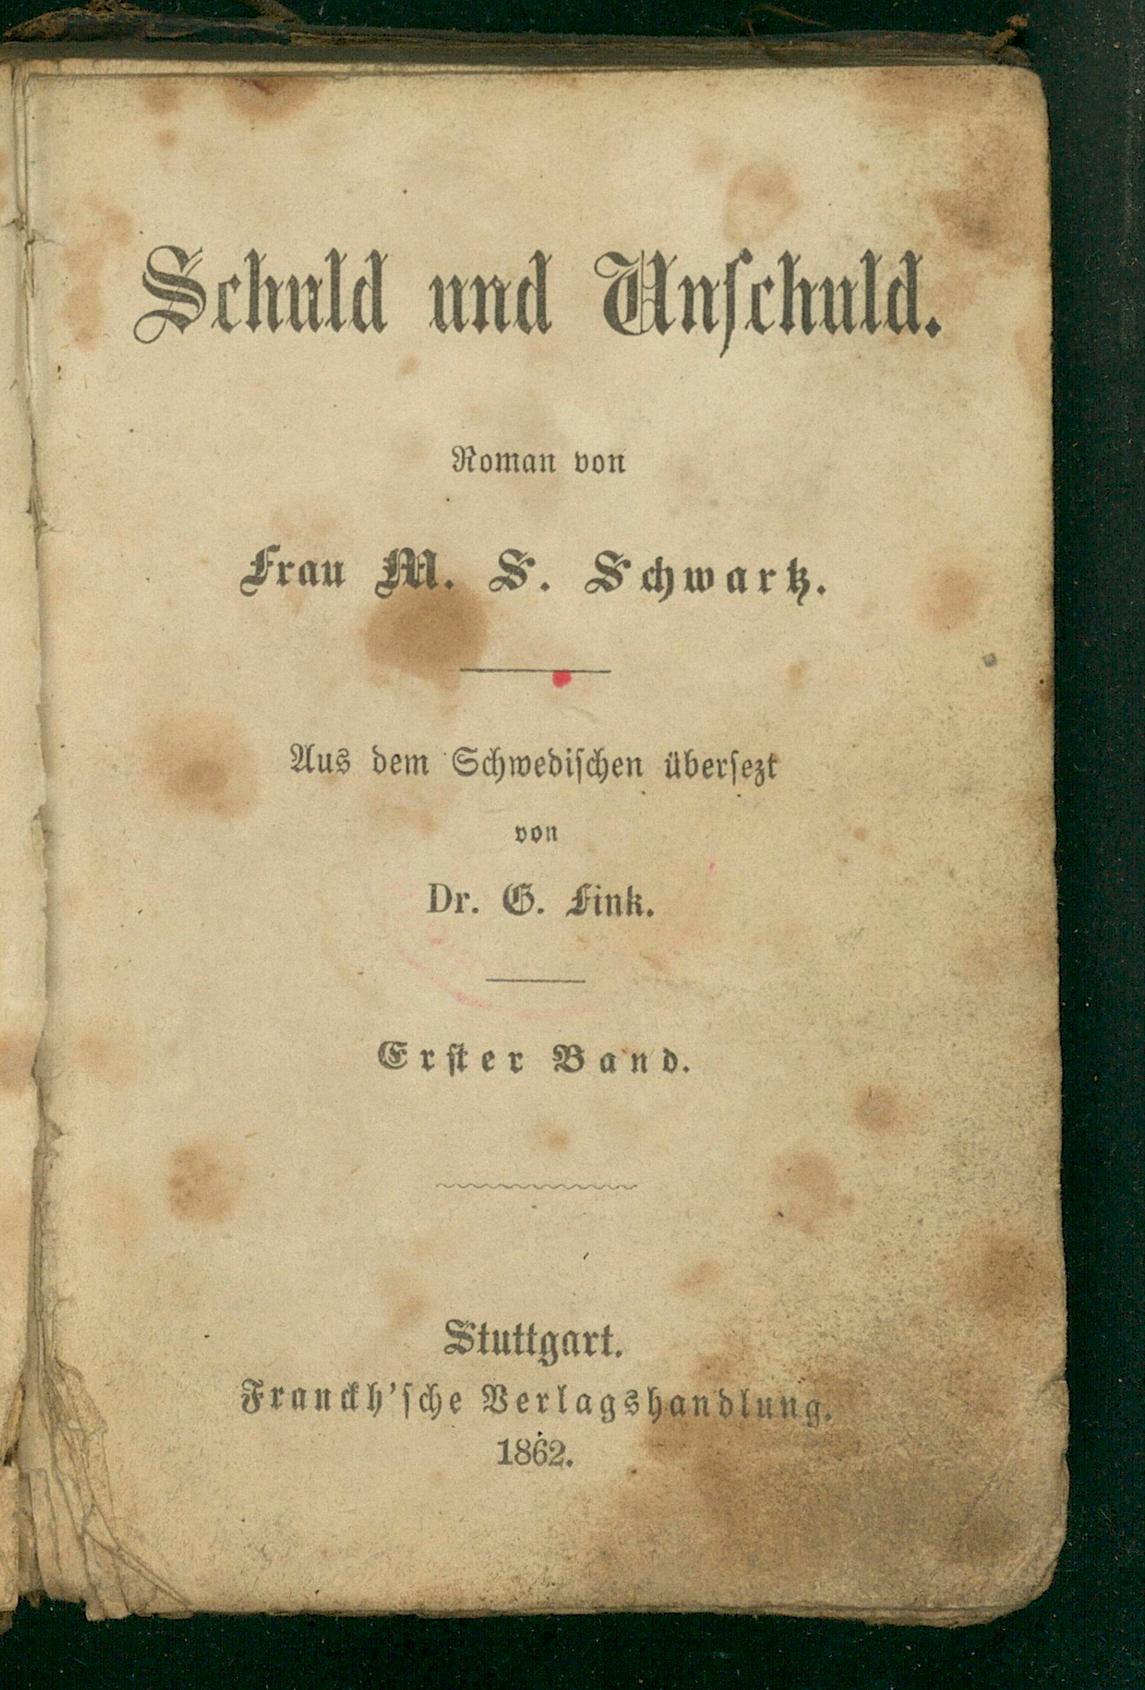 Schuld und Unschuld.
Roman von
Frau M. S. Schwartz.
Aus dem Schwedischen übersezt
von
Dr. G. Fink.
Erster Band.
Stuttgart.
Franckh'sche Verlagshandlung.
1862.